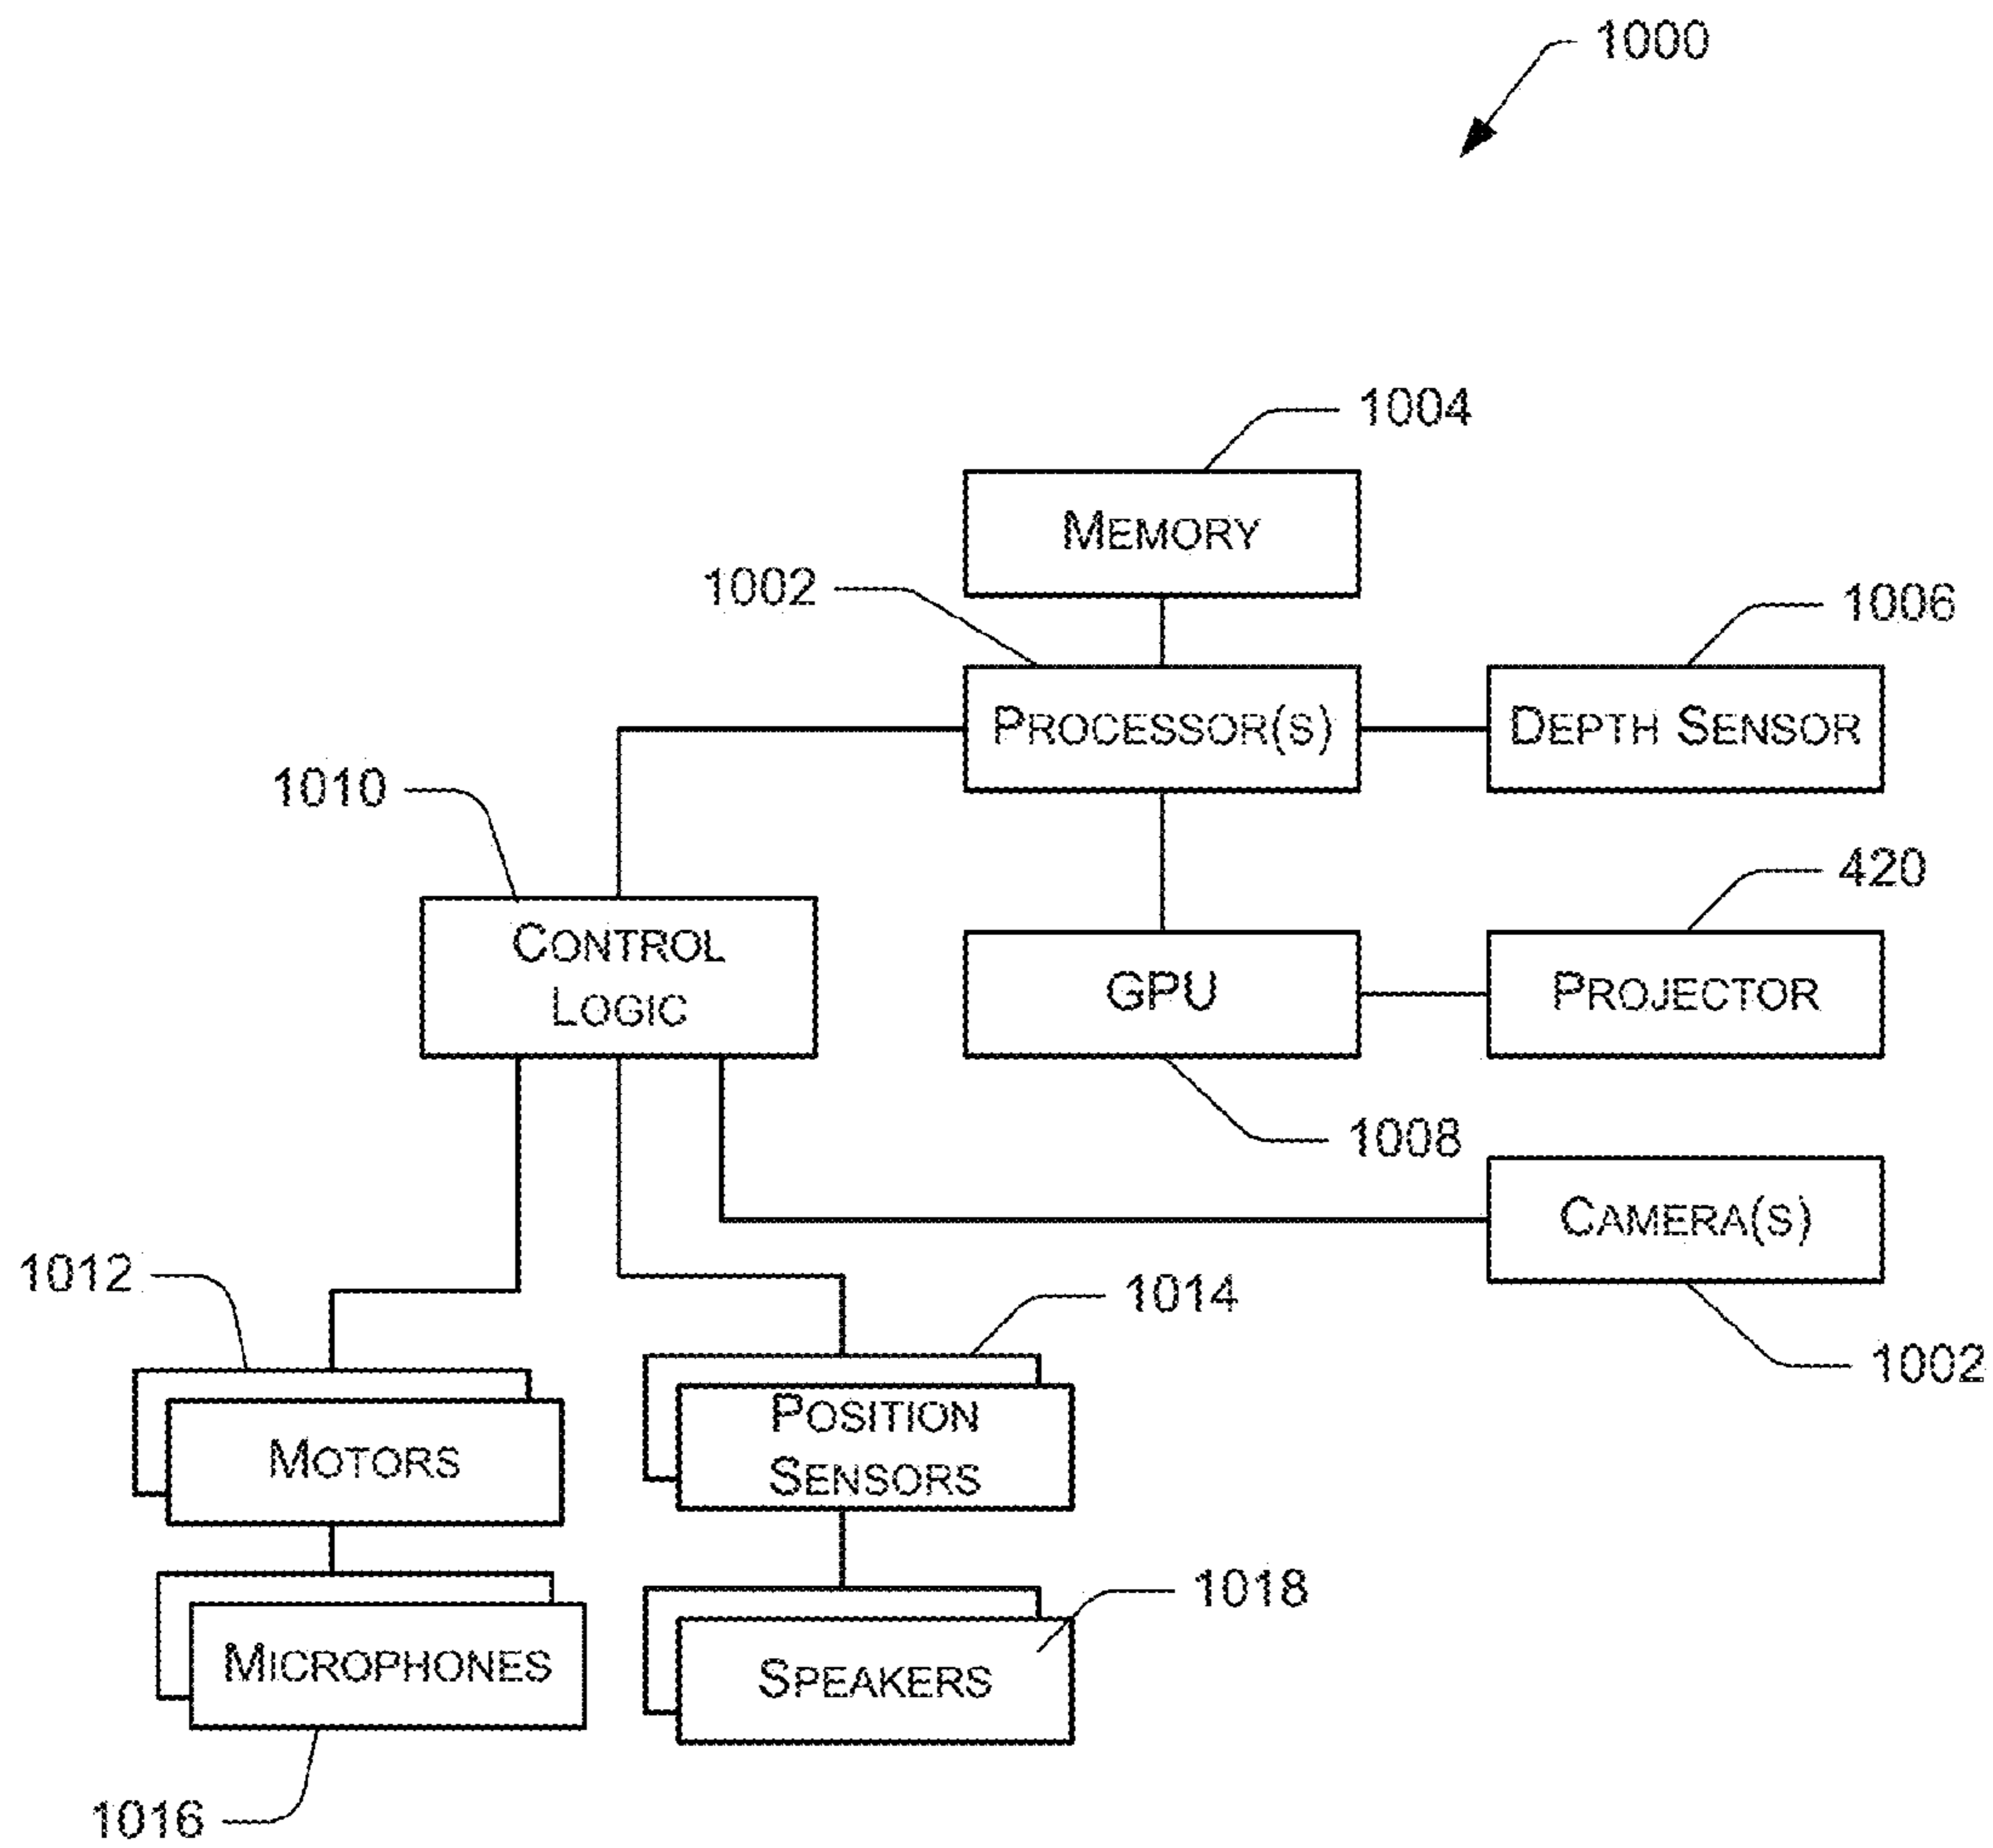 1000
1004
MEMORY
1002
1006
PROCESSOR(S)
DEPTH SENSOR
1010
420
CONTROL
LOGIC
GPU
PROJECTOR
1008
CAMERA(S)
1012
1014
1002
MOTORS
POSITION
SENSORS
1018
MICROPHONES
SPEAKERS
1016